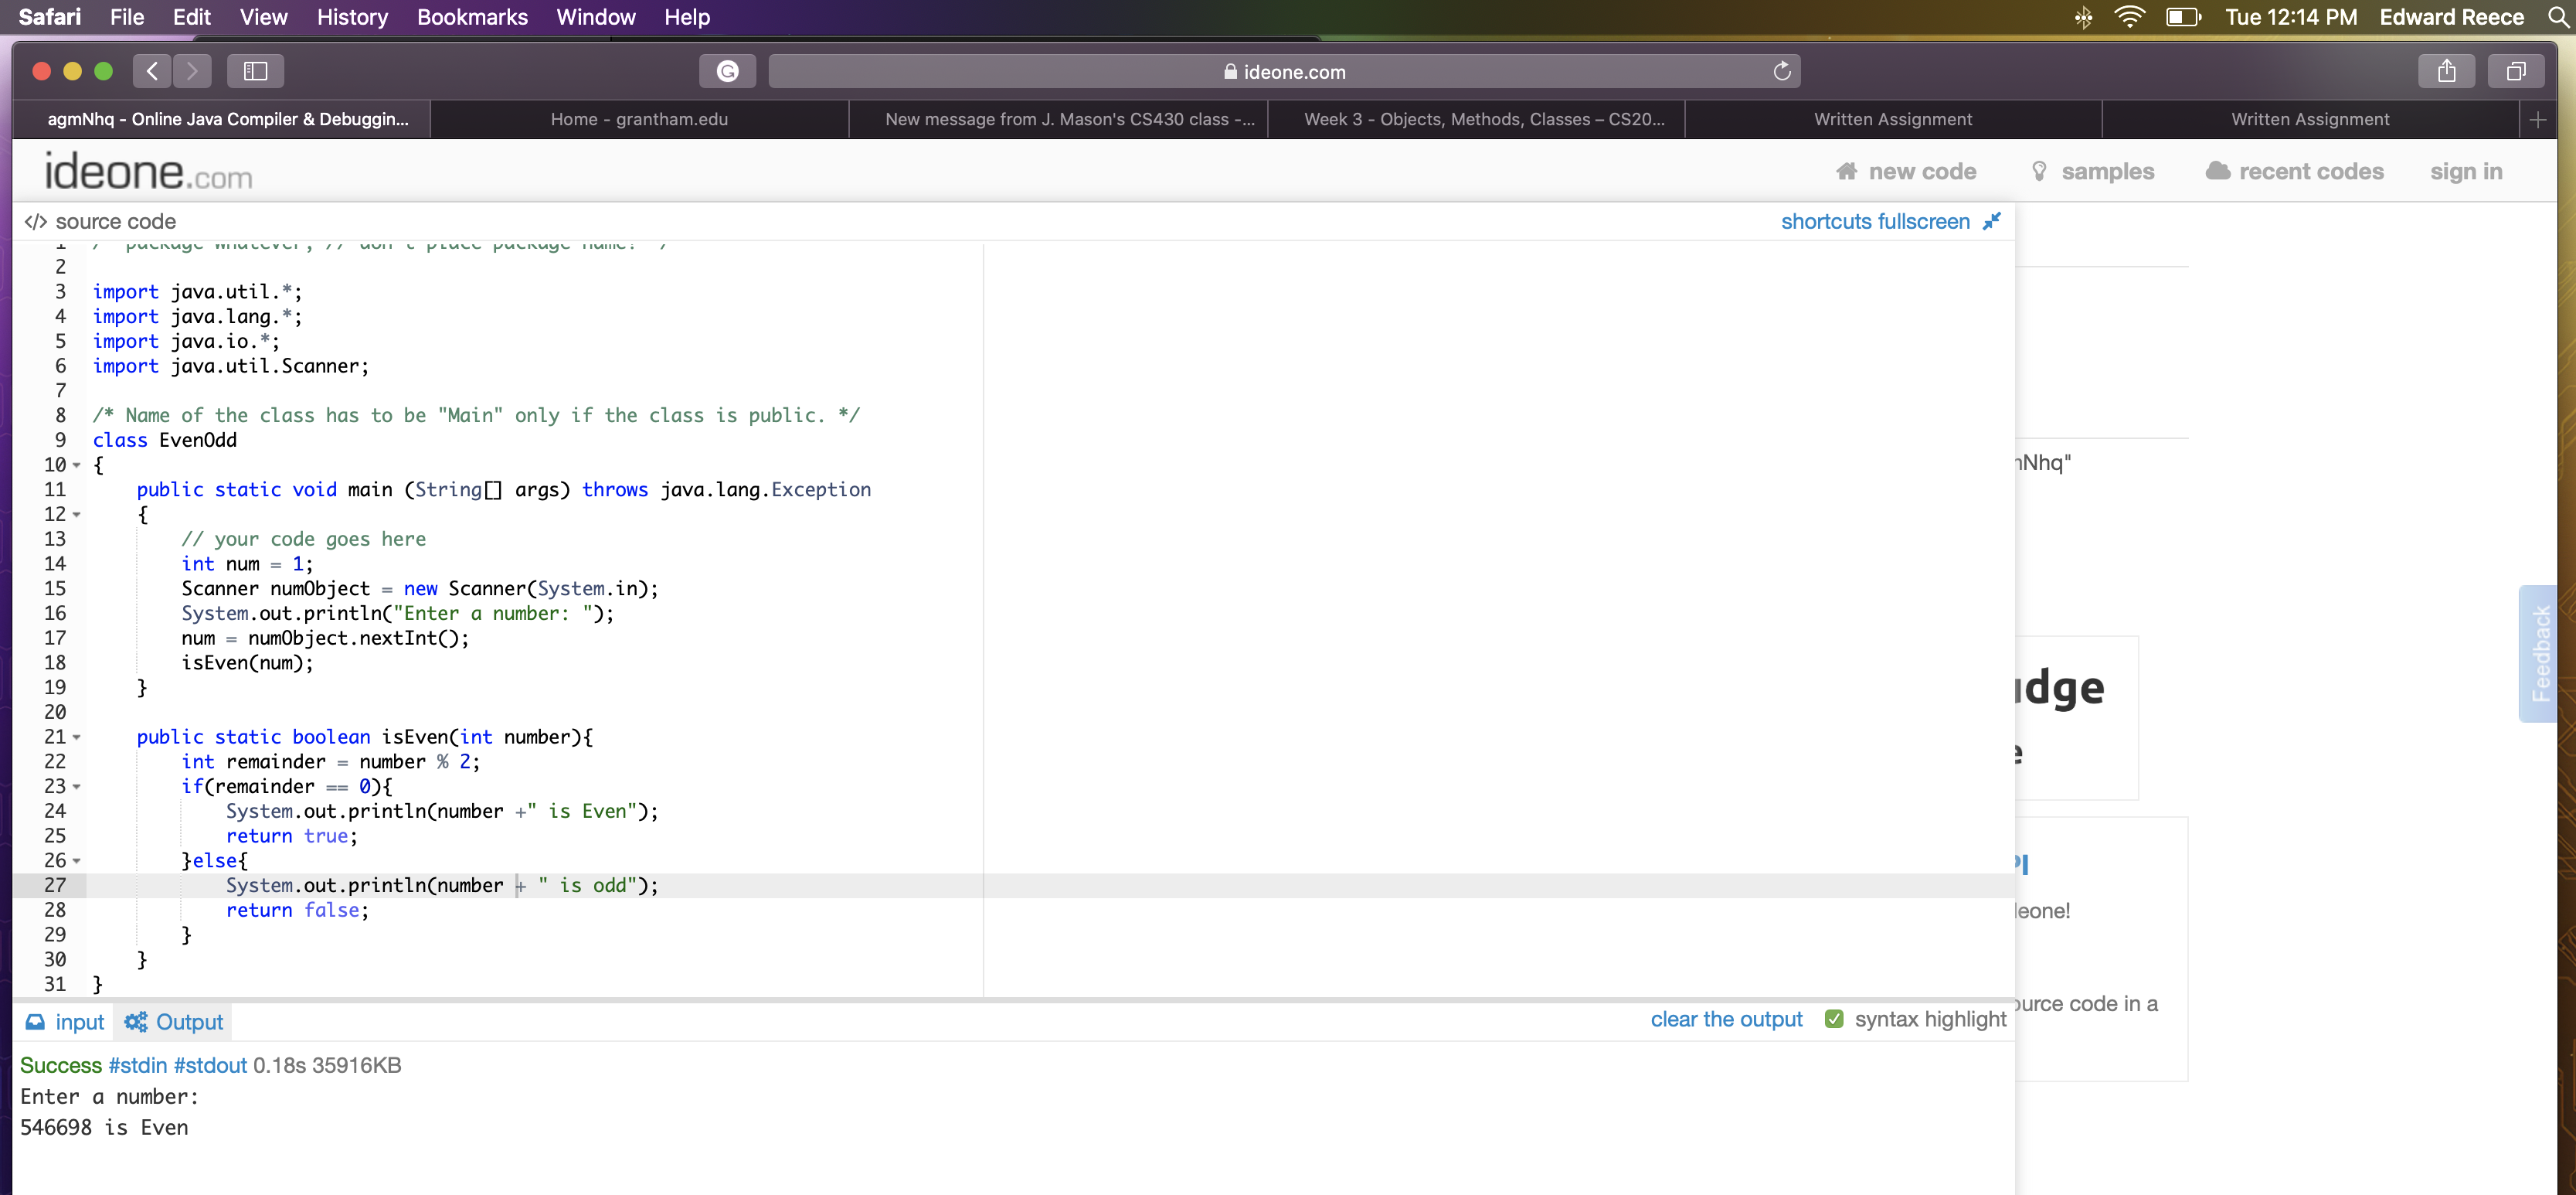 Safari File Edit View History Bookmarks Window Help Tue 12:14 PM Edward Reece
ideone.com
agmNhq - Online Java Compiler & Debuggin... Home - grantham.edu New message from J. Mason's CS430 class -... Week 3 - Objects, Methods, Classes – CS20... Written Assignment Written Assignment
ideone.com new code samples recent codes sign in
</> source code shortcuts fullscreen
1 /* package whatever; // don't place package name! */
2
3 import java.util.*;
4 import java.lang.*;
5 import java.io.*;
6 import java.util.Scanner;
7
8 /* Name of the class has to be "Main" only if the class is public. */
9 class EvenOdd
10 {
11 public static void main (String[] args) throws java.lang.Exception
12 {
13 // your code goes here
14 int num = 1;
15 Scanner numObject = new Scanner(System.in);
16 System.out.println("Enter a number: ");
17 num = numObject.nextInt();
18 isEven(num);
19 }
20
21 public static boolean isEven(int number){
22 int remainder = number % 2;
23 if(remainder == 0){
24 System.out.println(number +" is Even");
25 return true;
26 }else{
27 System.out.println(number + " is odd");
28 return false;
29 }
30 }
31 }
Nhq"
dge
e
leone!
ource code in a
Feedback
input Output clear the output syntax highlight
Success #stdin #stdout 0.18s 35916KB
Enter a number:
546698 is Even